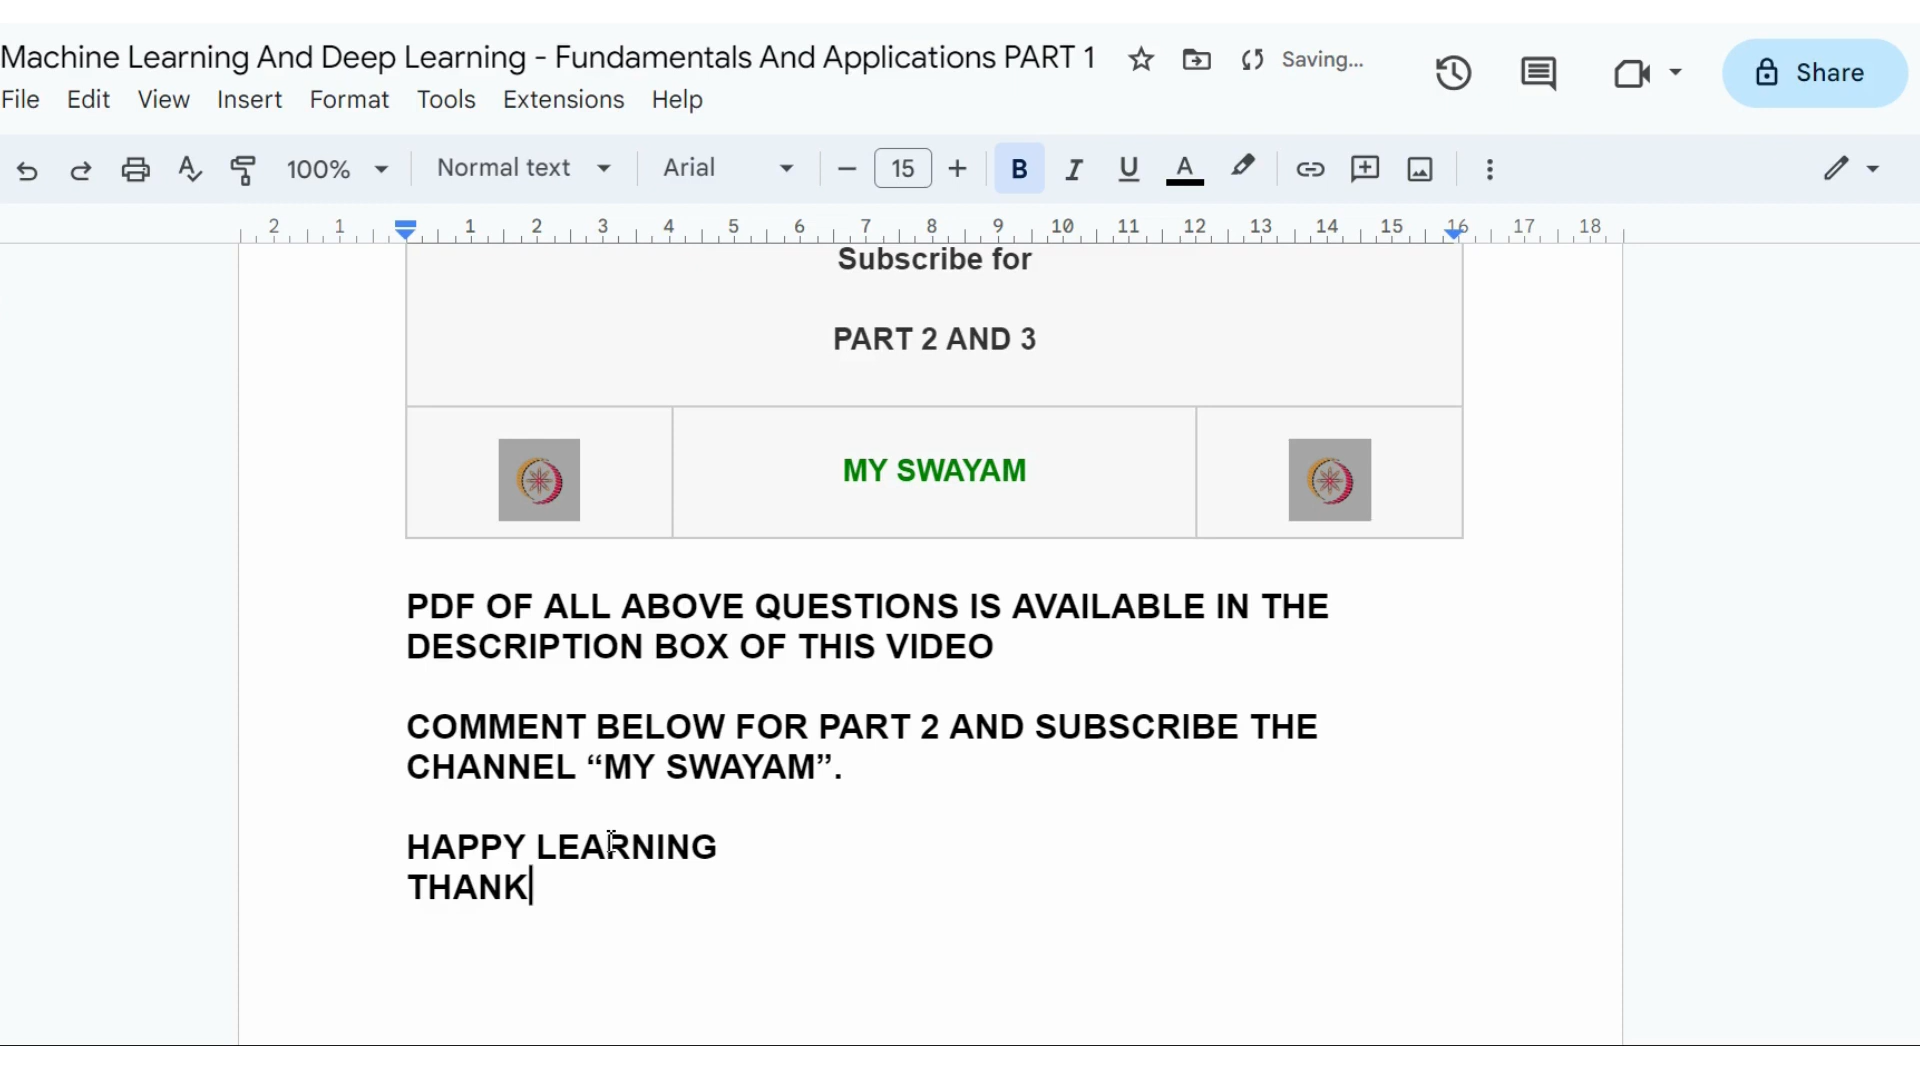 Machine Learning And Deep Learning - Fundamentals And Applications PART 1 Saving...
Share
File Edit View Insert Format Tools Extensions Help
100% Normal text Arial 15 B I U A
2 1 1 2 3 4 5 6 7 8 9 10 11 12 13 14 15 16 17 18
Subscribe for
PART 2 AND 3
MY SWAYAM
PDF OF ALL ABOVE QUESTIONS IS AVAILABLE IN THE
DESCRIPTION BOX OF THIS VIDEO
COMMENT BELOW FOR PART 2 AND SUBSCRIBE THE
CHANNEL “MY SWAYAM”.
HAPPY LEARNING
THANK